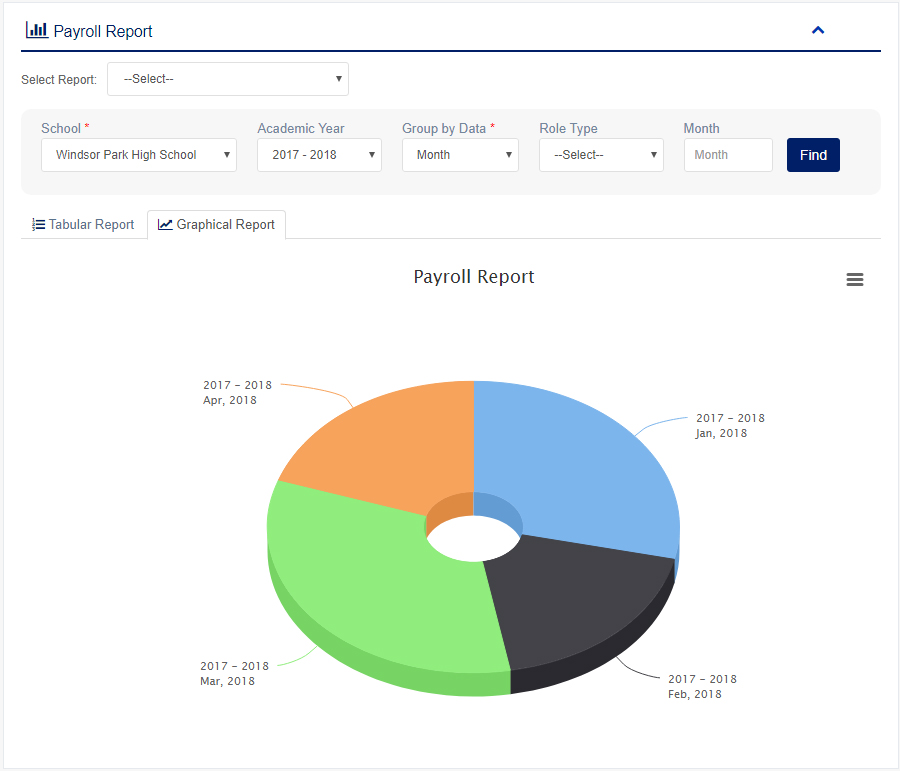 Payroll Report
Select Report: --Select--
School * Academic Year Group by Data * Role Type Month
Windsor Park High School 2017 - 2018 Month --Select-- Month Find
Tabular Report Graphical Report
Payroll Report
2017 - 2018
Apr, 2018
2017 - 2018
Jan, 2018
2017 - 2018
Mar, 2018
2017 - 2018
Feb, 2018